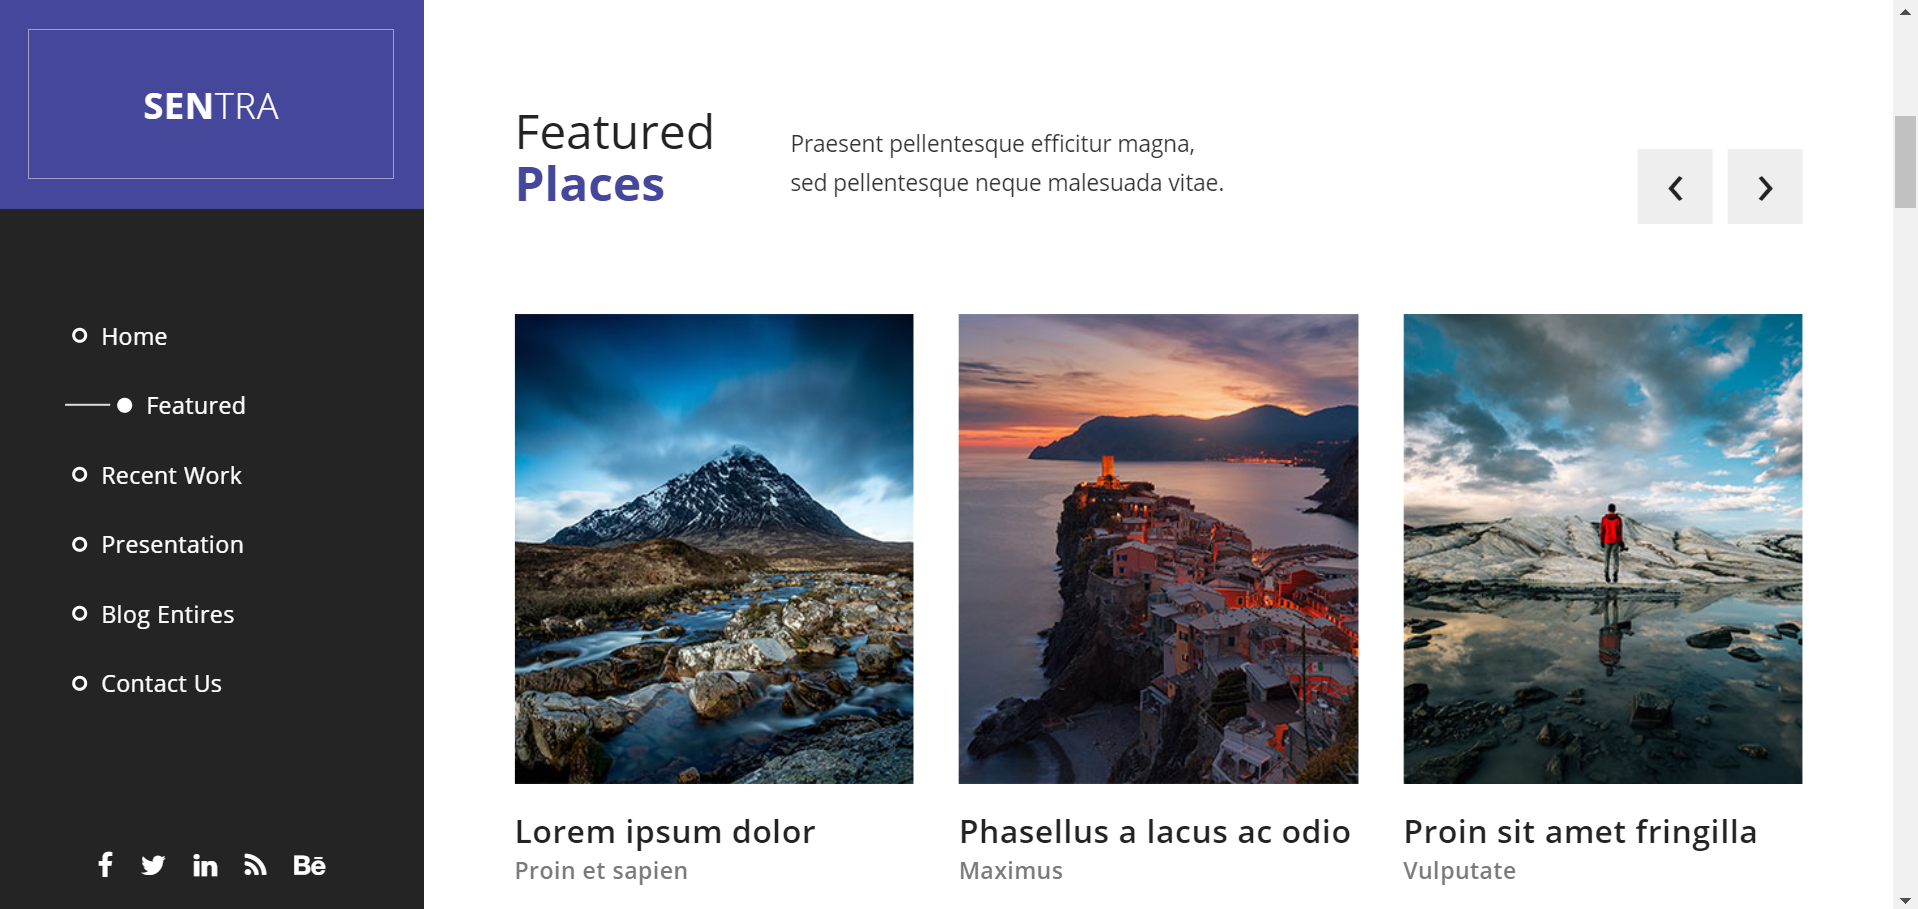 SENTRA
Home
Featured
Recent Work
Presentation
Blog Entires
Contact Us
Bē
Featured
Places
Praesent pellentesque efficitur magna,
sed pellentesque neque malesuada vitae.
Lorem ipsum dolor
Proin et sapien
Phasellus a lacus ac odio
Maximus
Proin sit amet fringilla
Vulputate